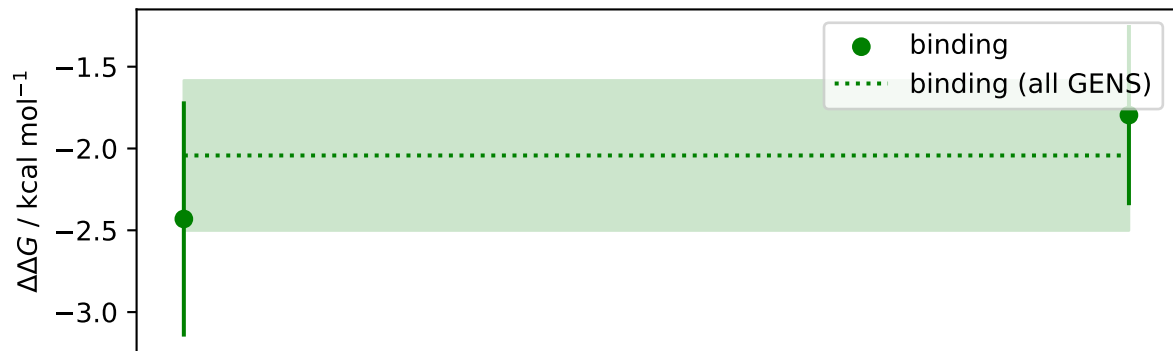 binding
binding (all GENS)
−1.5
−2.0
−2.5
−3.0
ΔΔG / kcal mol⁻¹